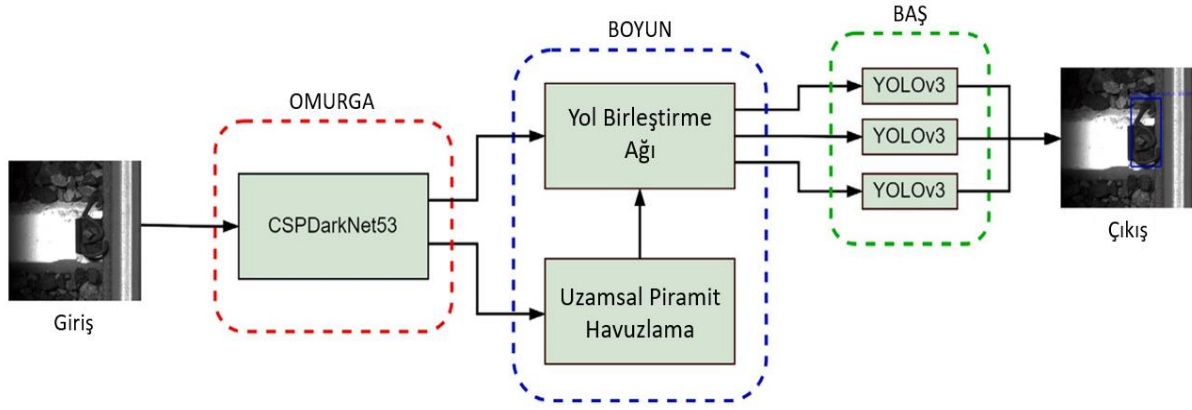 BAŞ
BOYUN
OMURGA
Giriş
CSPDarkNet53
Yol Birleştirme
Ağı
Uzamsal Piramit
Havuzlama
YOLOv3
YOLOv3
YOLOv3
Çıkış